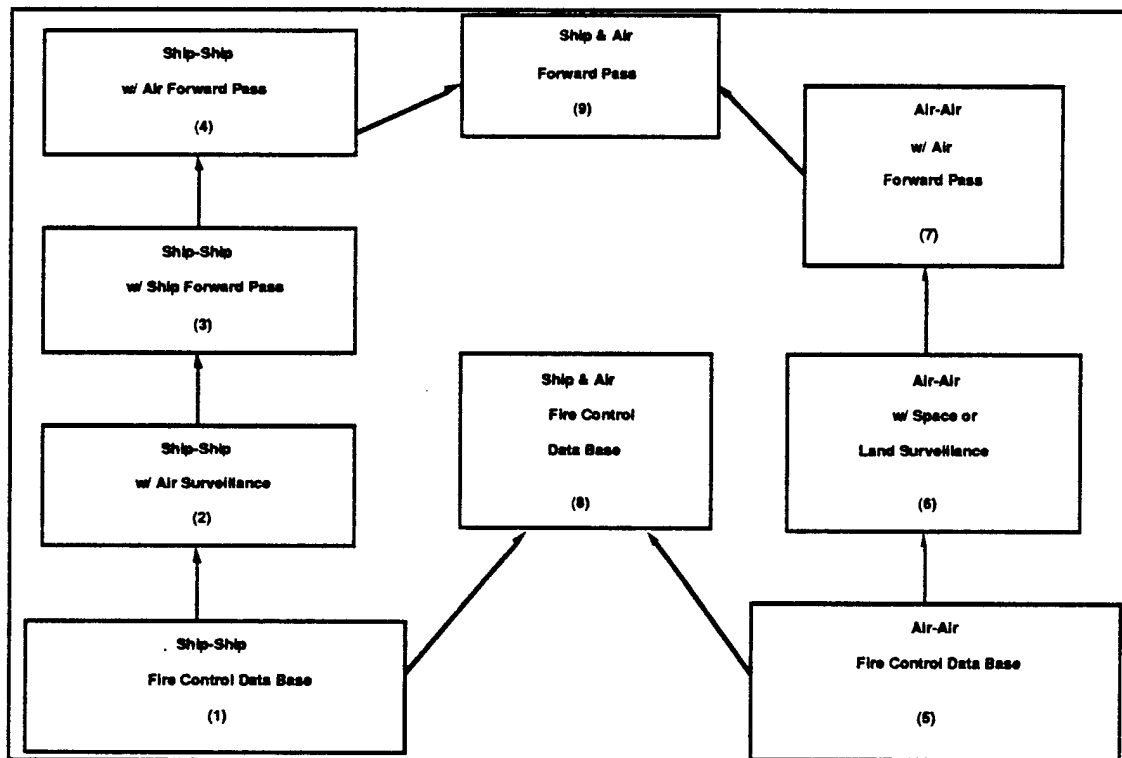 Ship-Ship
w/ Air Forward Pass
(4)
Ship & Air
Forward Pass
(9)
Air-Air
w/ Air
Forward Pass
(7)
Ship-Ship
w/ Ship Forward Pass
(3)
Ship & Air
Fire Control
Data Base
(8)
Air-Air
w/ Space or
Land Surveillance
(6)
Ship-Ship
w/ Air Surveillance
(2)
Ship-Ship
Fire Control Data Base
(1)
Air-Air
Fire Control Data Base
(5)